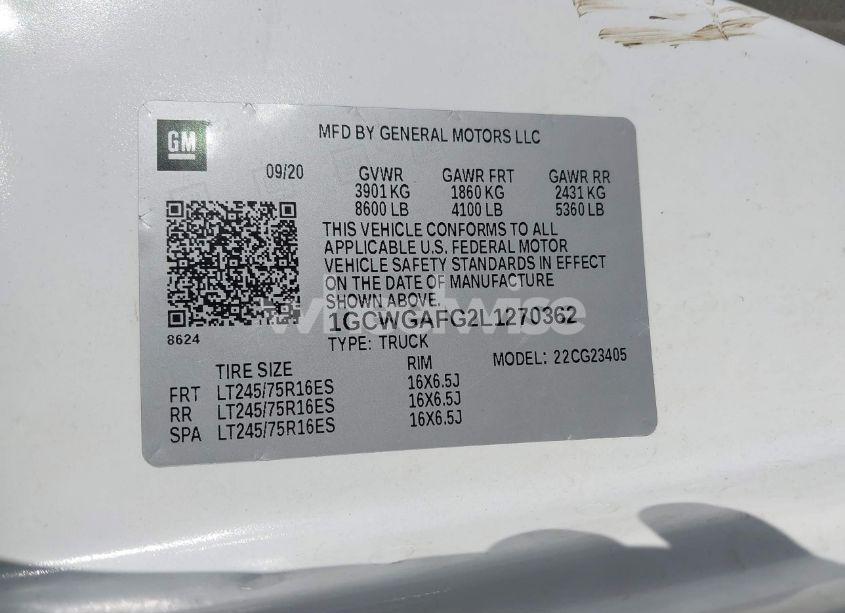 GM
MFD BY GENERAL MOTORS LLC
09/20 GVWR GAWR FRT GAWR RR
3901 KG 1860 KG 2431 KG
8600 LB 4100 LB 5360 LB
THIS VEHICLE CONFORMS TO ALL
APPLICABLE U.S. FEDERAL MOTOR
VEHICLE SAFETY STANDARDS IN EFFECT
ON THE DATE OF MANUFACTURE
SHOWN ABOVE.
1GCWGAFG2L1270362
8624
TYPE: TRUCK MODEL: 22CG23405
TIRE SIZE RIM
FRT LT245/75R16ES 16X6.5J
RR LT245/75R16ES 16X6.5J
SPA LT245/75R16ES 16X6.5J